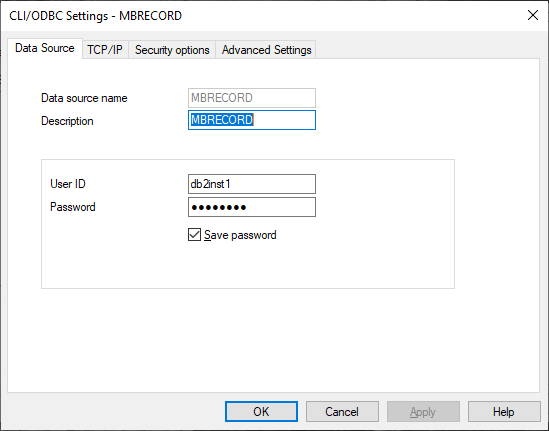 CLI/ODBC Settings - MBRECORD
Data Source TCP/IP Security options Advanced Settings
Data source name MBRECORD
Description MBRECORD
User ID db2inst1
Password ●●●●●●●●
Save password
OK Cancel Apply Help